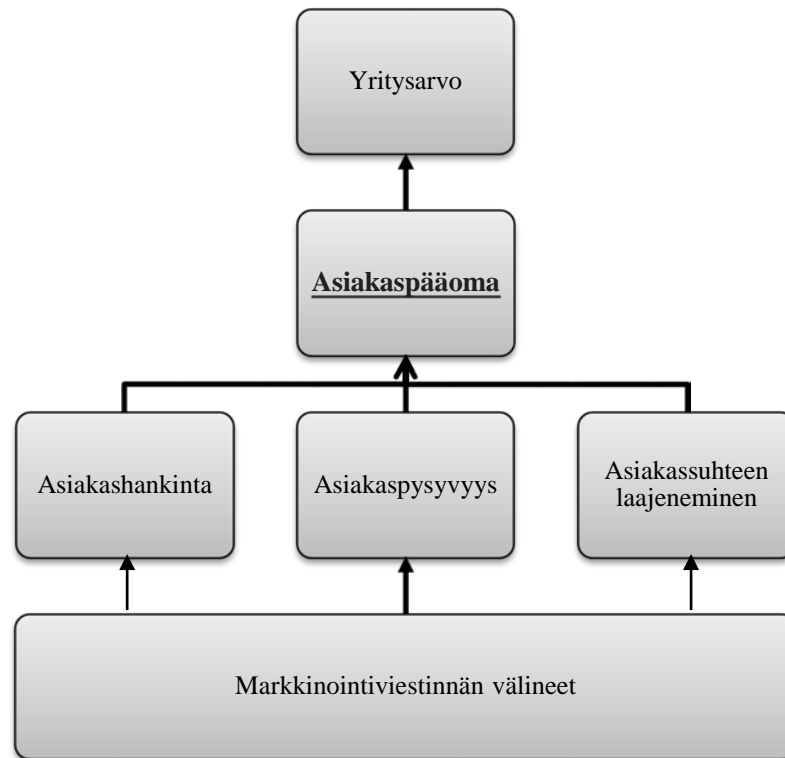 Yritysarvo
Asiakaspääoma
Asiakashankinta
Asiakaspysyvyys
Asiakassuhteen
laajeneminen
Markkinointiviestinnän välineet